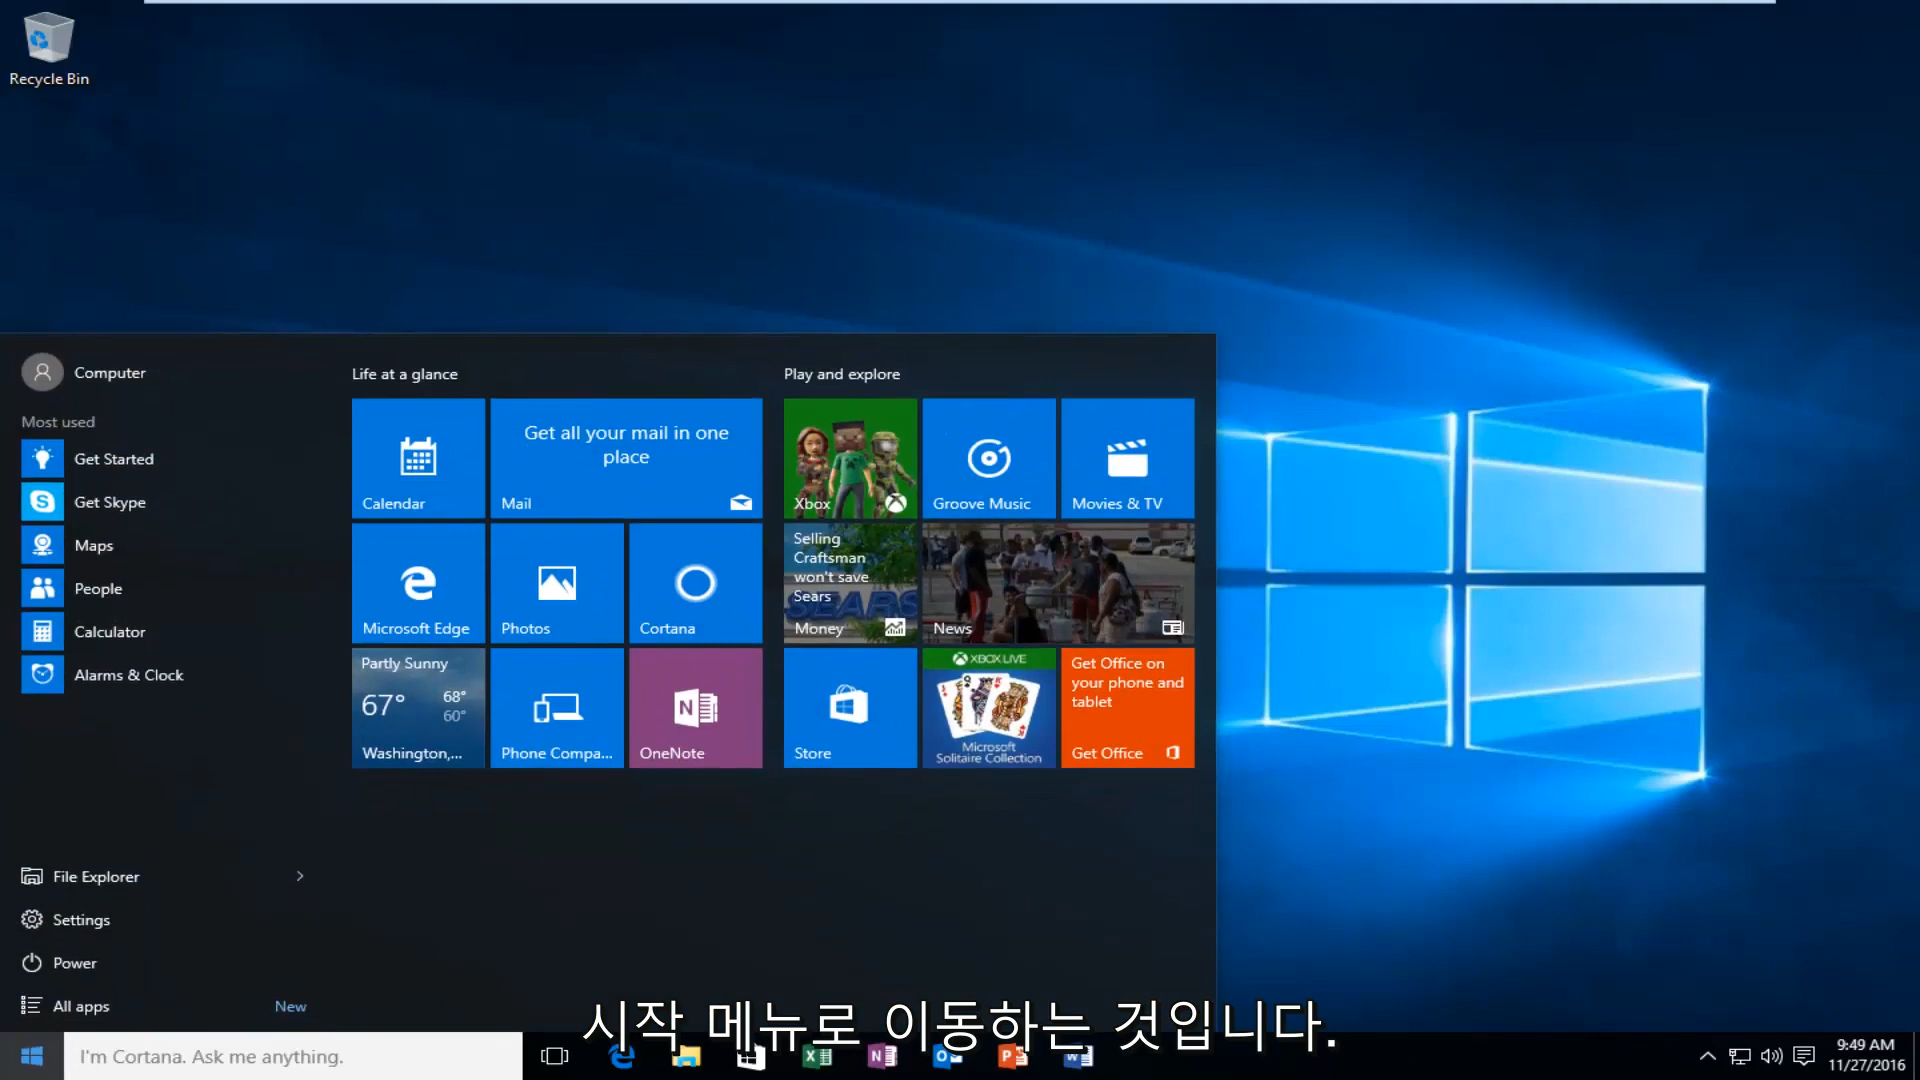 Recycle Bin
Computer
Most used
Get Started
Get Skype
Maps
People
Calculator
Alarms & Clock
File Explorer
Settings
Power
All apps
New
Life at a glance
Calendar
Get all your mail in one
place
Mail
Microsoft Edge
Photos
Cortana
Partly Sunny
67°
68°
60°
Washington,...
Phone Compa...
OneNote
Play and explore
Xbox
Groove Music
Movies & TV
Selling
Craftsman
won't save
Sears
SEARS
Money
News
Store
XBOX LIVE
Microsoft
Solitaire Collection
Get Office on
your phone and
tablet
Get Office
시작 메뉴로 이동하는 것입니다.
I'm Cortana. Ask me anything.
9:49 AM
11/27/2016